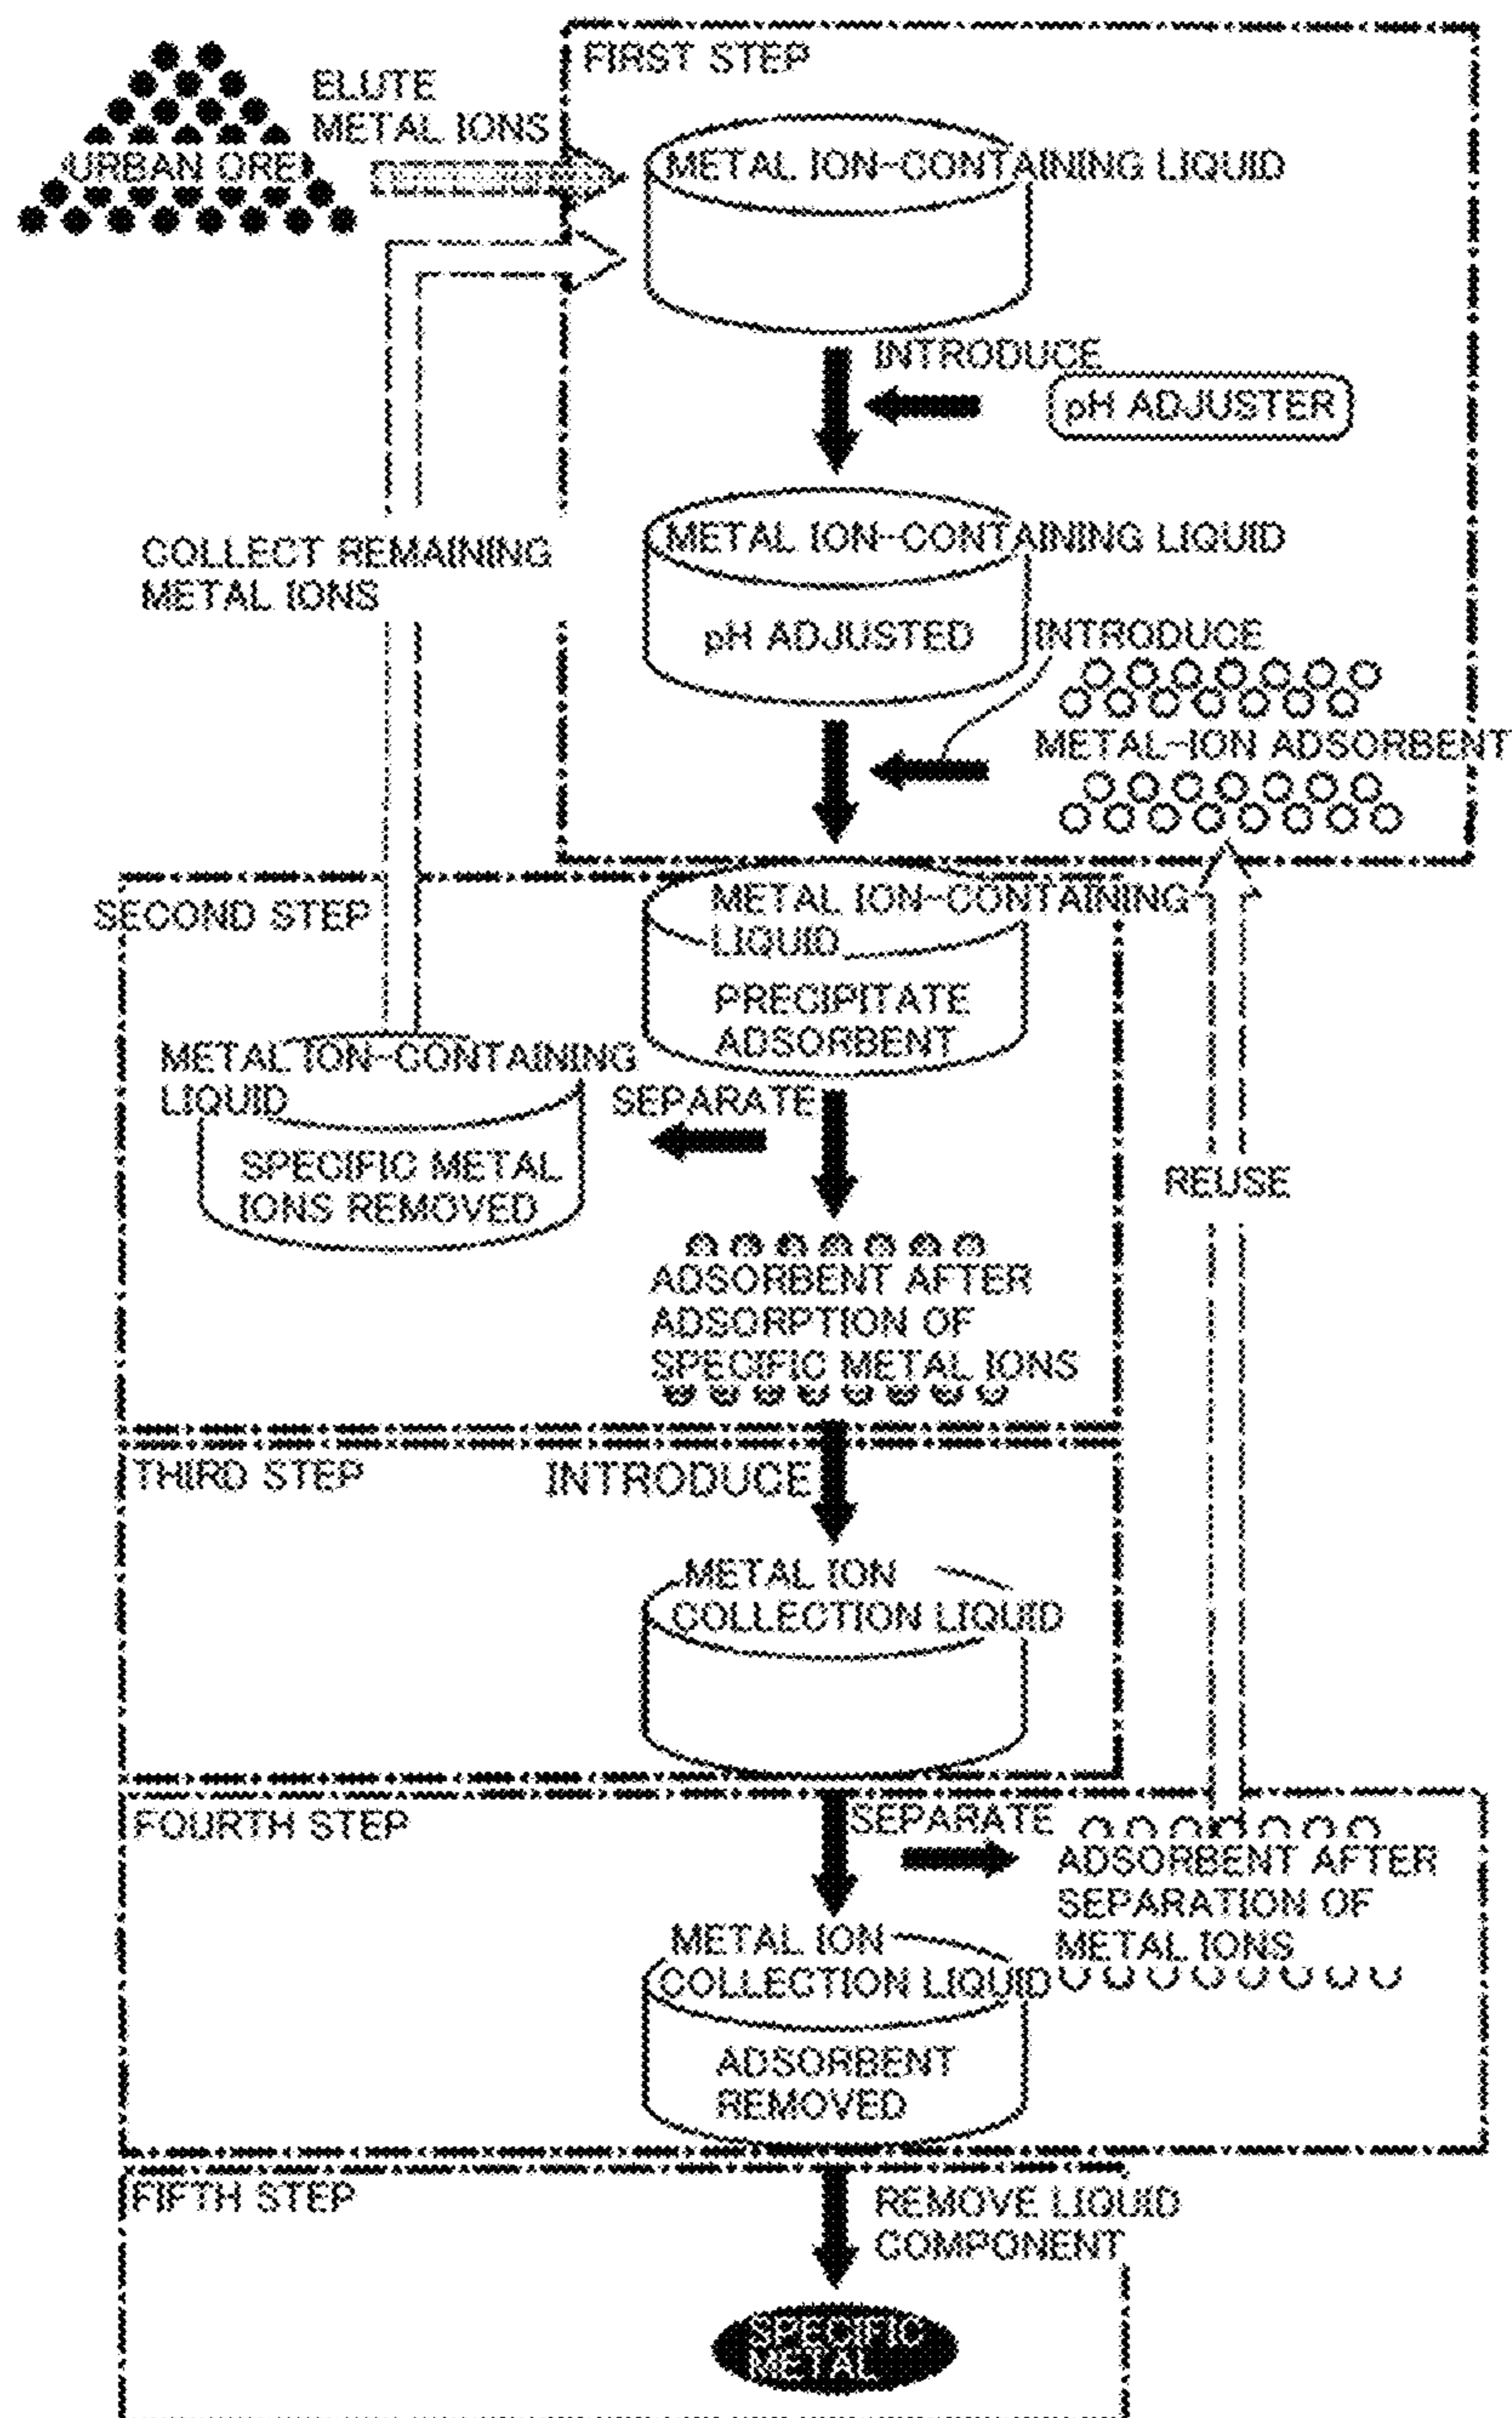 FIRST STEP
ELUTE
METAL IONS
URBAN ORE
METAL ION-CONTAINING LIQUID
INTRODUCE
pH ADJUSTER
METAL ION-CONTAINING LIQUID
COLLECT REMAINING
METAL IONS
pH ADJUSTED
INTRODUCE
METAL-ION ADSORBENT
SECOND STEP
METAL ION-CONTAINING
LIQUID
PRECIPITATE
ADSORBENT
METAL ION-CONTAINING
LIQUID
SEPARATE
SPECIFIC METAL
IONS REMOVED
REUSE
ADSORBENT AFTER
ADSORPTION OF
SPECIFIC METAL IONS
THIRD STEP
INTRODUCE
METAL ION
COLLECTION LIQUID
FOURTH STEP
SEPARATE
ADSORBENT AFTER
SEPARATION OF
METAL IONS
METAL ION
COLLECTION LIQUID
ADSORBENT
REMOVED
FIFTH STEP
REMOVE LIQUID
COMPONENT
SPECIFIC
METAL